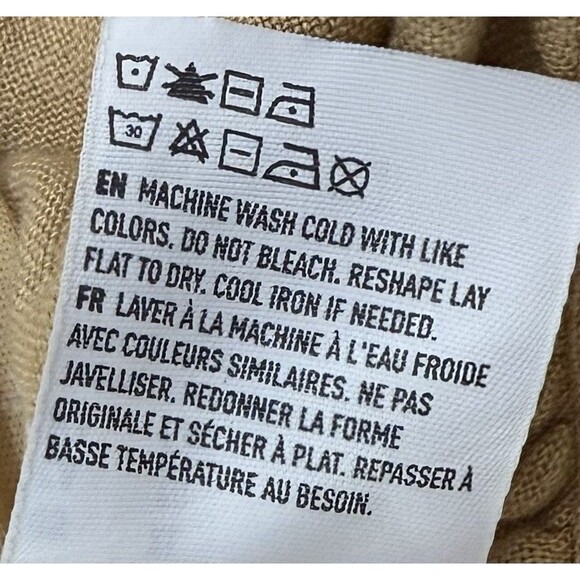 30
EN MACHINE WASH COLD WITH LIKE
COLORS. DO NOT BLEACH. RESHAPE LAY
FLAT TO DRY. COOL IRON IF NEEDED.
FR LAVER À LA MACHINE À L'EAU FROIDE
AVEC COULEURS SIMILAIRES. NE PAS
JAVELLISER. REDONNER LA FORME
ORIGINALE ET SÉCHER À PLAT. REPASSER À
BASSE TEMPÉRATURE AU BESOIN.